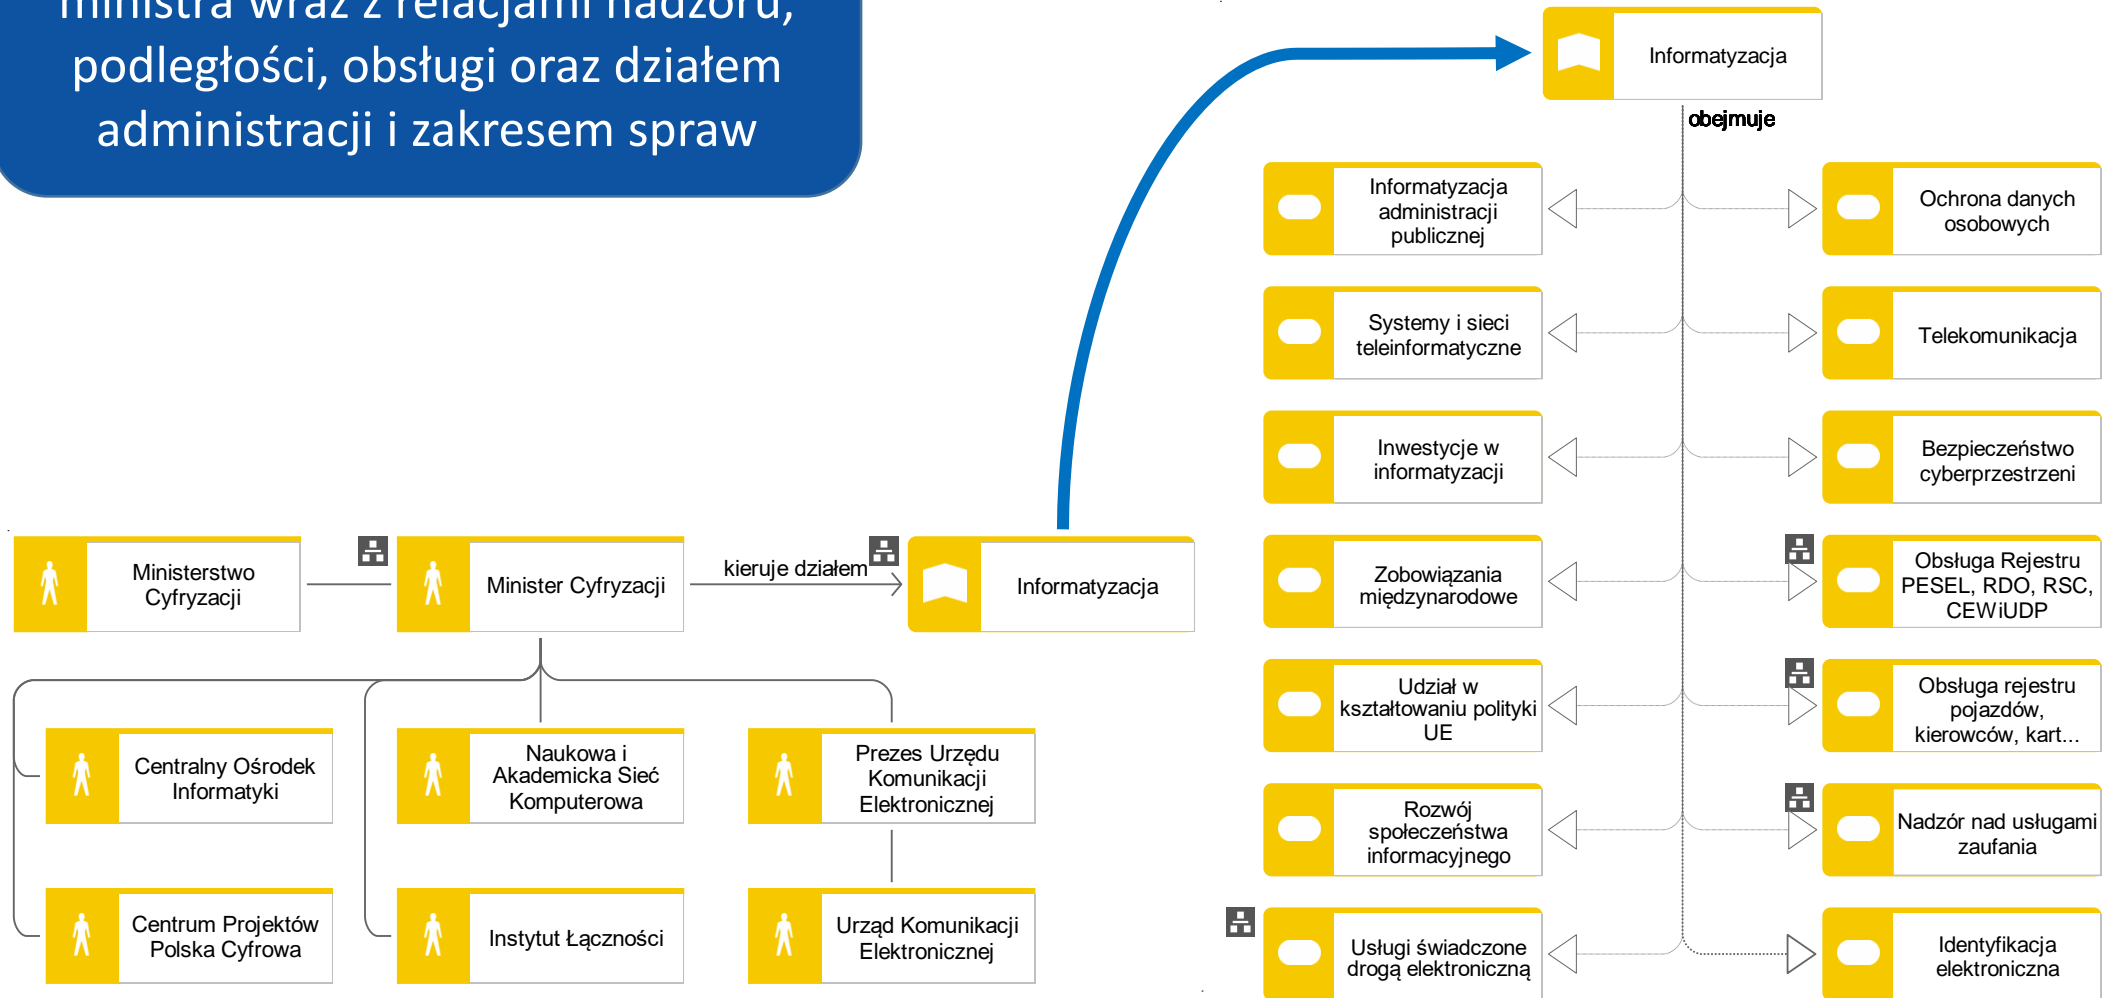 ministra wraz z relacjami nadzoru,
podległości, obsługi oraz działem
administracji i zakresem spraw
Ministerstwo
Cyfryzacji
Minister Cyfryzacji
kieruje działem
Informatyzacja
Centralny Ośrodek
Informatyki
Naukowa i
Akademicka Sieć
Komputerowa
Prezes Urzędu
Komunikacji
Elektronicznej
Centrum Projektów
Polska Cyfrowa
Instytut Łączności
Urząd Komunikacji
Elektronicznej
Informatyzacja
obejmuje
Informatyzacja
administracji
publicznej
Ochrona danych
osobowych
Systemy i sieci
teleinformatyczne
Telekomunikacja
Inwestycje w
informatyzacji
Bezpieczeństwo
cyberprzestrzeni
Zobowiązania
międzynarodowe
Obsługa Rejestru
PESEL, RDO, RSC,
CEWiUDP
Udział w
kształtowaniu polityki
UE
Obsługa rejestru
pojazdów,
kierowców, kart...
Rozwój
społeczeństwa
informacyjnego
Nadzór nad usługami
zaufania
Usługi świadczone
drogą elektroniczną
Identyfikacja
elektroniczna